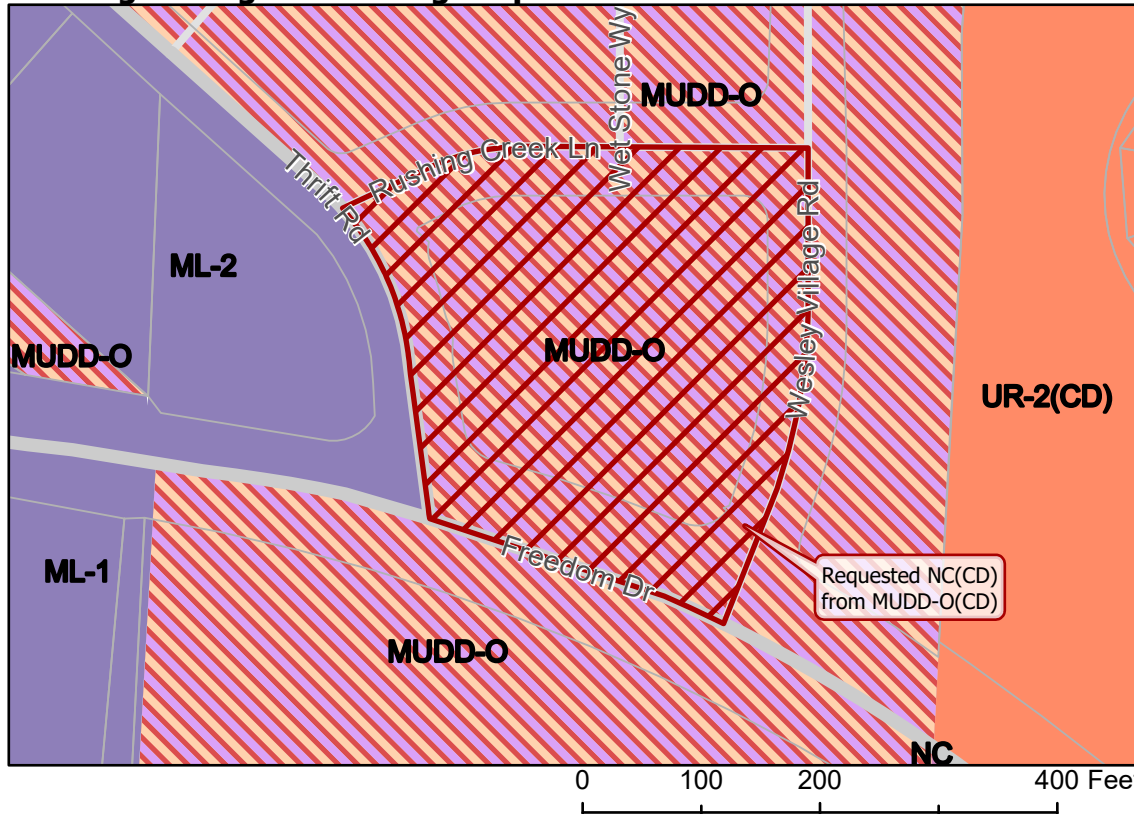 MUDD-O
Wet Stone Wy
Rushing Creek Ln
Thrift Rd
Wesley Village Rd
ML-2
MUDD-O
MUDD-O
UR-2(CD)
Freedom Dr
Requested NC(CD)
from MUDD-O(CD)
ML-1
MUDD-O
NC
0 100 200 400 Fee